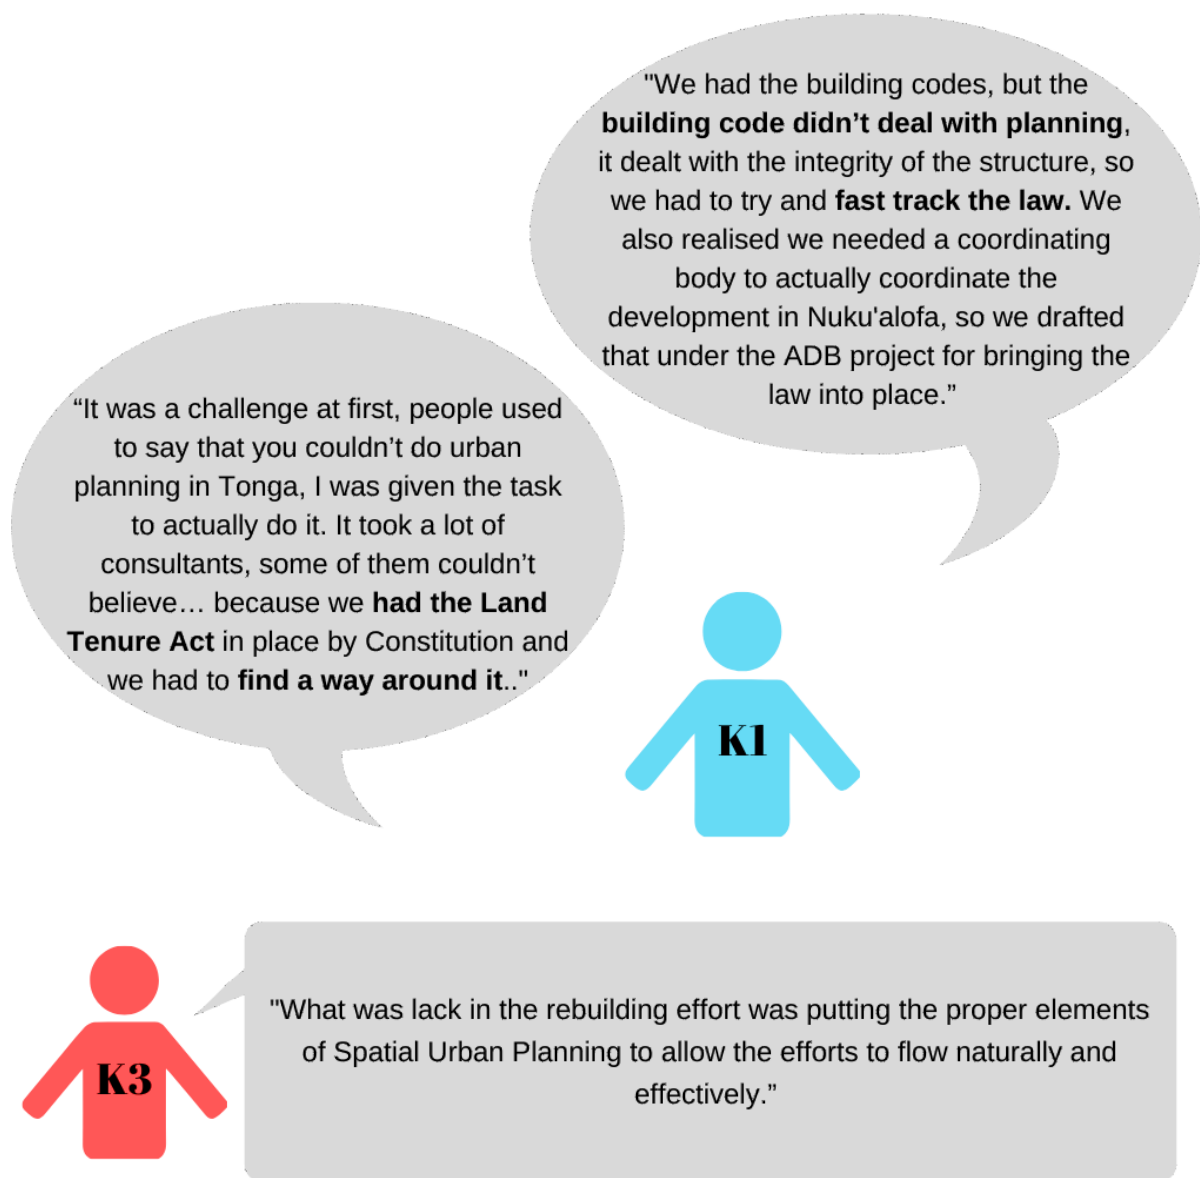 "We had the building codes, but the
building code didn’t deal with planning,
it dealt with the integrity of the structure, so
we had to try and fast track the law. We
also realised we needed a coordinating
body to actually coordinate the
development in Nuku'alofa, so we drafted
that under the ADB project for bringing the
law into place.”
“It was a challenge at first, people used
to say that you couldn’t do urban
planning in Tonga, I was given the task
to actually do it. It took a lot of
consultants, some of them couldn’t
believe… because we had the Land
Tenure Act in place by Constitution and
we had to find a way around it.."
K1
K3
"What was lack in the rebuilding effort was putting the proper elements
of Spatial Urban Planning to allow the efforts to flow naturally and
effectively.”